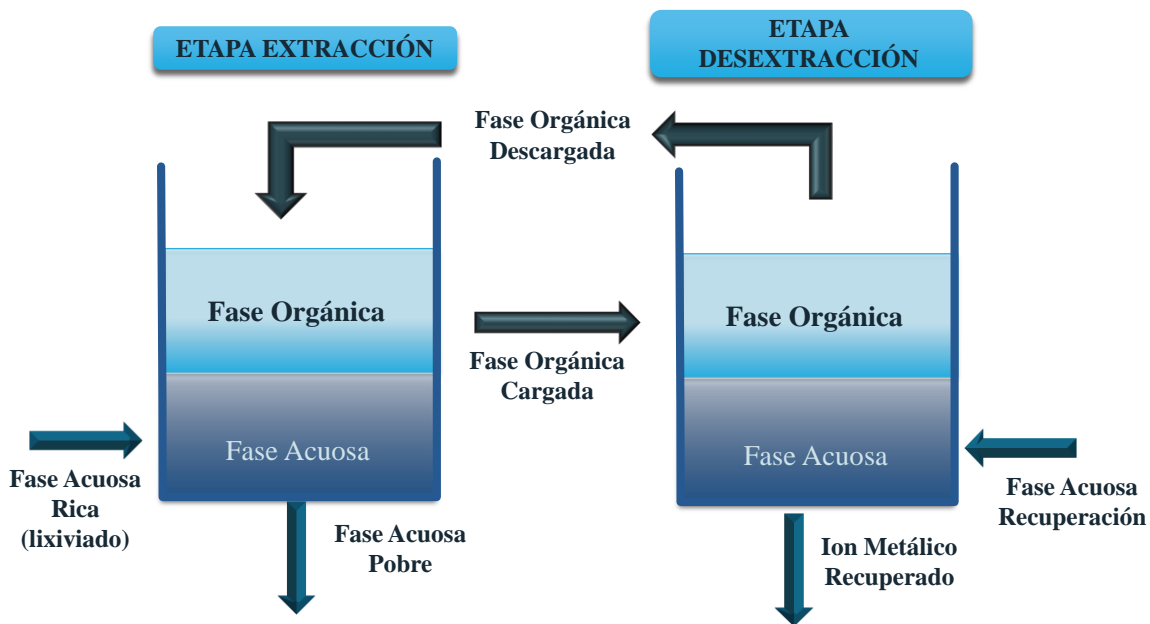 ETAPA EXTRACCIÓN
ETAPA
DESEXTRACCIÓN
Fase Orgánica
Descargada
Fase Orgánica
Fase Orgánica
Fase Orgánica
Cargada
Fase Acuosa
Fase Acuosa
Fase Acuosa
Rica
(lixiviado)
Fase Acuosa
Pobre
Ion Metálico
Recuperado
Fase Acuosa
Recuperación